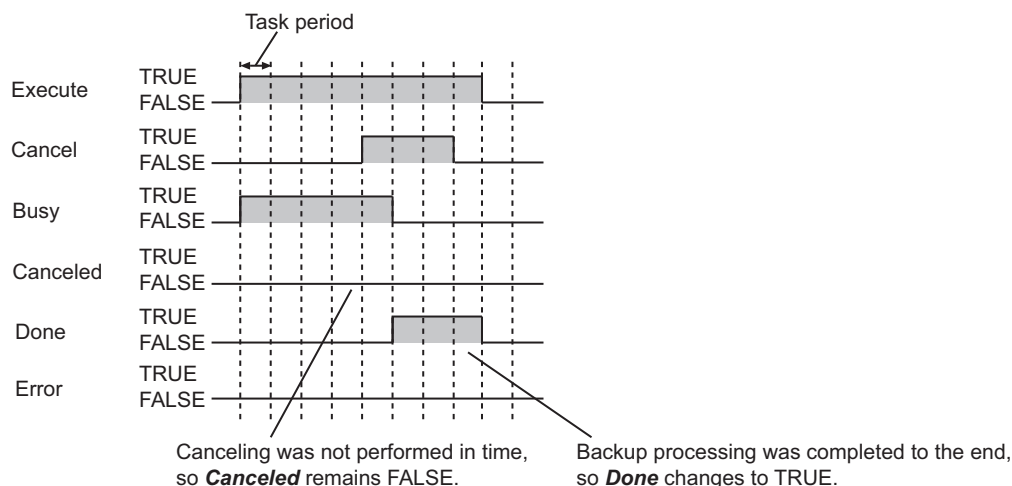 Task period
Execute TRUE
FALSE
Cancel TRUE
FALSE
Busy TRUE
FALSE
Canceled TRUE
FALSE
Done TRUE
FALSE
Error TRUE
FALSE
Canceling was not performed in time,
so Canceled remains FALSE.
Backup processing was completed to the end,
so Done changes to TRUE.